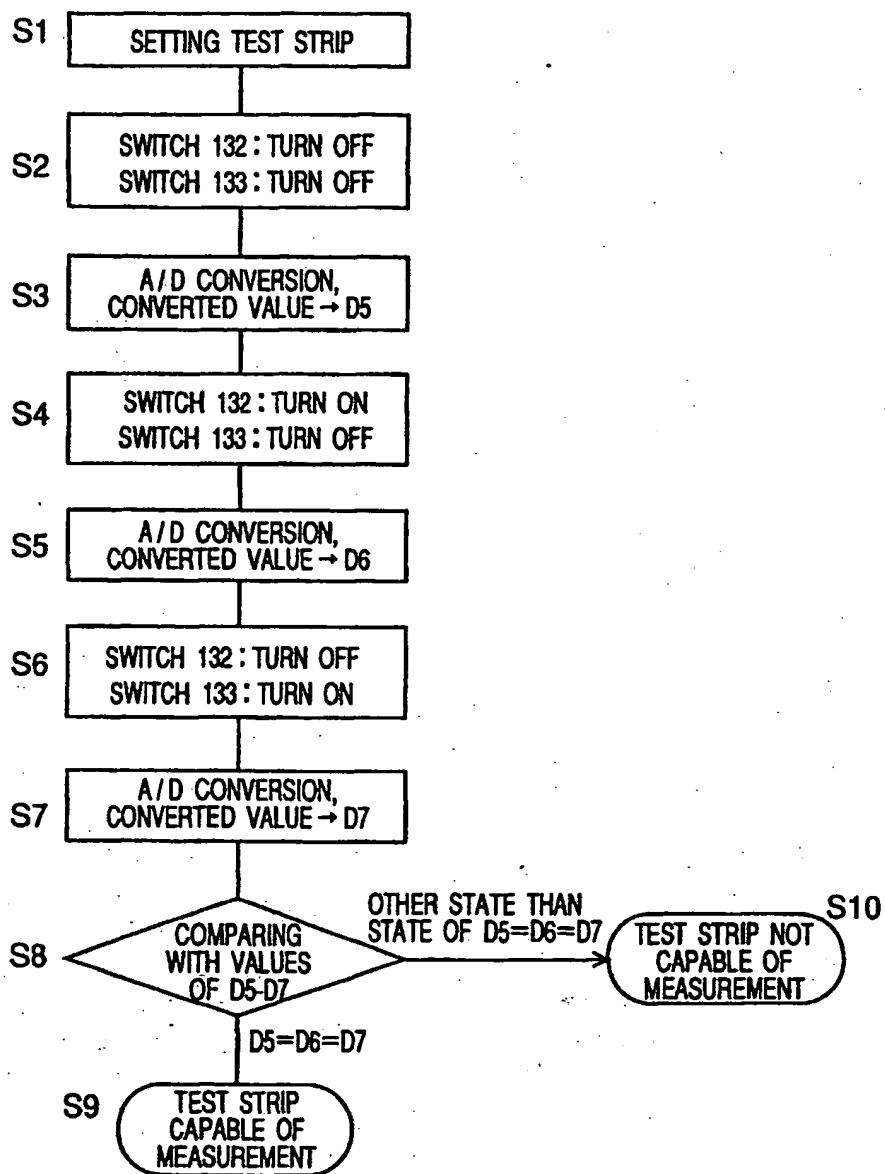 S1
SETTING TEST STRIP
S2
SWITCH 132 : TURN OFF
SWITCH 133 : TURN OFF
S3
A/D CONVERSION,
CONVERTED VALUE → D5
S4
SWITCH 132 : TURN ON
SWITCH 133 : TURN OFF
S5
A/D CONVERSION,
CONVERTED VALUE → D6
S6
SWITCH 132 : TURN OFF
SWITCH 133 : TURN ON
S7
A/D CONVERSION,
CONVERTED VALUE → D7
S8
COMPARING
WITH VALUES
OF D5-D7
OTHER STATE THAN
STATE OF D5=D6=D7
S10
TEST STRIP NOT
CAPABLE OF
MEASUREMENT
D5=D6=D7
S9
TEST STRIP
CAPABLE OF
MEASUREMENT